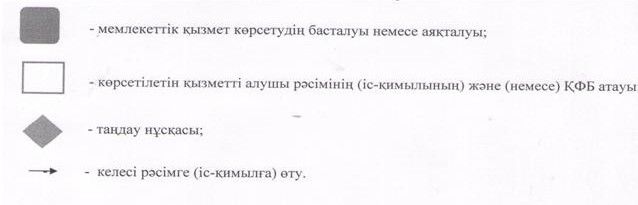 - мемлекеттік қызмет көрсетудің басталуы немесе аяқталуы;
- көрсетілетін қызметті алушы рәсімінің (іс-қимылының) және (немесе) ҚФБ атауы
- таңдау нұсқасы;
- келесі рәсімге (іс-қимылға) өту.